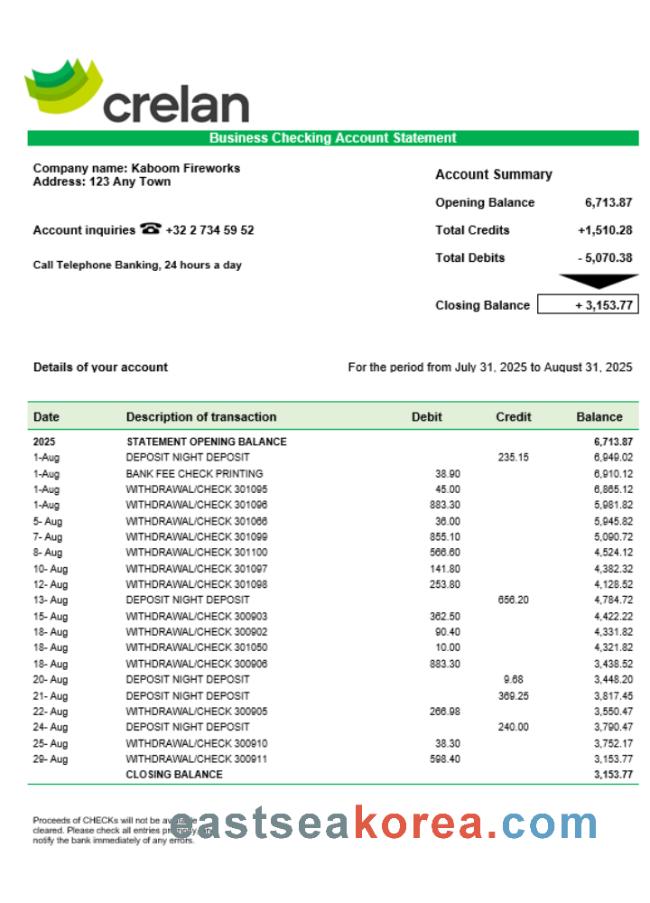 crelan
Business Checking Account Statement
Company name: Kaboom Fireworks
Address: 123 Any Town
Account inquiries ☎ +32 2 734 59 52
Call Telephone Banking, 24 hours a day
Account Summary
Opening Balance 6,713.87
Total Credits +1,510.28
Total Debits - 5,070.38
Closing Balance + 3,153.77
Details of your account For the period from July 31, 2025 to August 31, 2025
Date Description of transaction Debit Credit Balance
2025 STATEMENT OPENING BALANCE 6,713.87
1-Aug DEPOSIT NIGHT DEPOSIT 235.15 6,949.02
1-Aug BANK FEE CHECK PRINTING 38.90 6,910.12
1-Aug WITHDRAWAL/CHECK 301095 45.00 6,865.12
1-Aug WITHDRAWAL/CHECK 301096 883.30 5,981.82
5- Aug WITHDRAWAL/CHECK 301066 36.00 5,945.82
7- Aug WITHDRAWAL/CHECK 301099 855.10 5,090.72
8- Aug WITHDRAWAL/CHECK 301100 566.60 4,524.12
10- Aug WITHDRAWAL/CHECK 301097 141.80 4,382.32
12- Aug WITHDRAWAL/CHECK 301098 253.80 4,128.52
13- Aug DEPOSIT NIGHT DEPOSIT 656.20 4,784.72
15- Aug WITHDRAWAL/CHECK 300903 362.50 4,422.22
18- Aug WITHDRAWAL/CHECK 300902 90.40 4,331.82
18- Aug WITHDRAWAL/CHECK 301050 10.00 4,321.82
18- Aug WITHDRAWAL/CHECK 300906 883.30 3,438.52
20- Aug DEPOSIT NIGHT DEPOSIT 9.68 3,448.20
21- Aug DEPOSIT NIGHT DEPOSIT 369.25 3,817.45
22- Aug WITHDRAWAL/CHECK 300905 266.98 3,550.47
24- Aug DEPOSIT NIGHT DEPOSIT 240.00 3,790.47
25- Aug WITHDRAWAL/CHECK 300910 38.30 3,752.17
29- Aug WITHDRAWAL/CHECK 300911 598.40 3,153.77
CLOSING BALANCE 3,153.77
Proceeds of CHECKs will not be
cleared. Please check all entries
notify the bank immediately of any errors.
eastseakorea.com